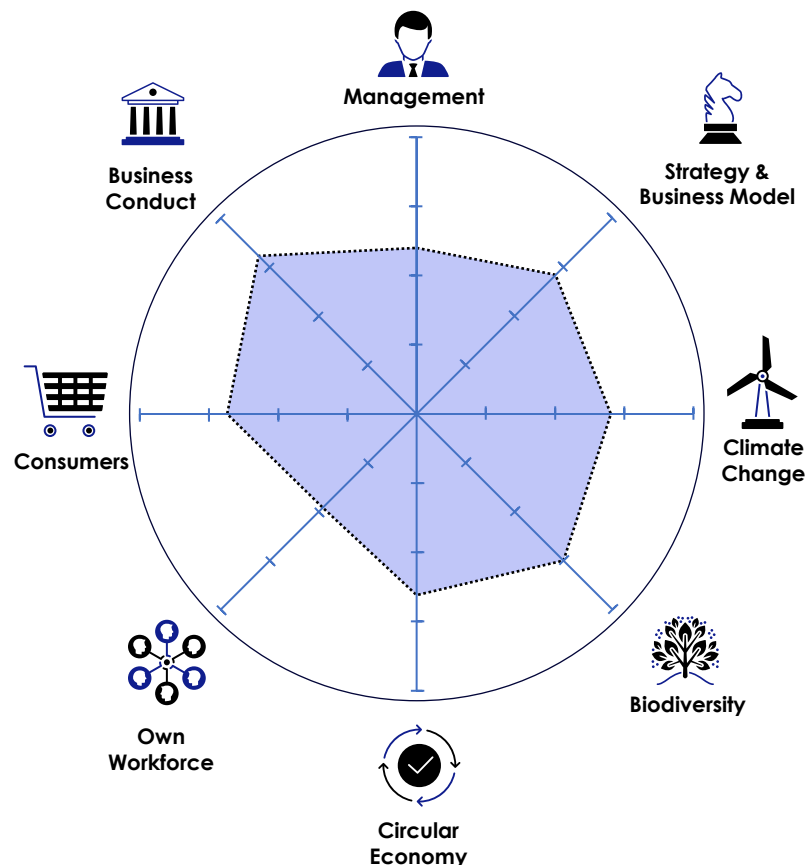 Management
Strategy &
Business Model
Business
Conduct
Climate
Change
Consumers
Biodiversity
Own
Workforce
Circular
Economy